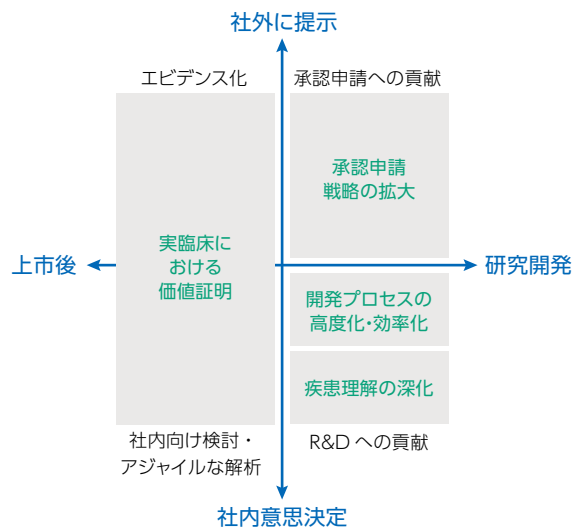 社外に提示
エビデンス化
承認申請への貢献
承認申請
戦略の拡大
実臨床に
おける
価値証明
上市後
研究開発
開発プロセスの
高度化・効率化
疾患理解の深化
社内向け検討・
アジャイルな解析
R&D への貢献
社内意思決定